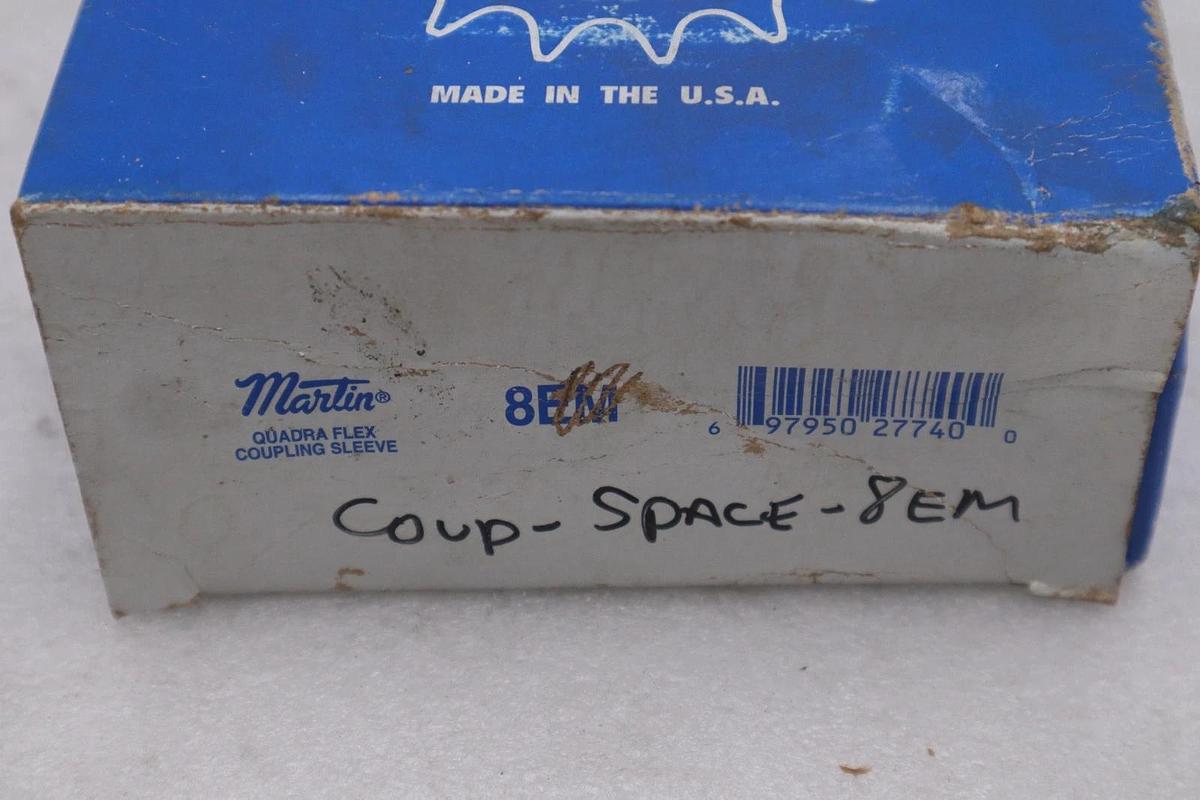 MADE IN THE U.S.A.
Martin®
QUADRA FLEX
COUPLING SLEEVE
8EM
6 97950 27740 0
COUP- SPACE-8EM